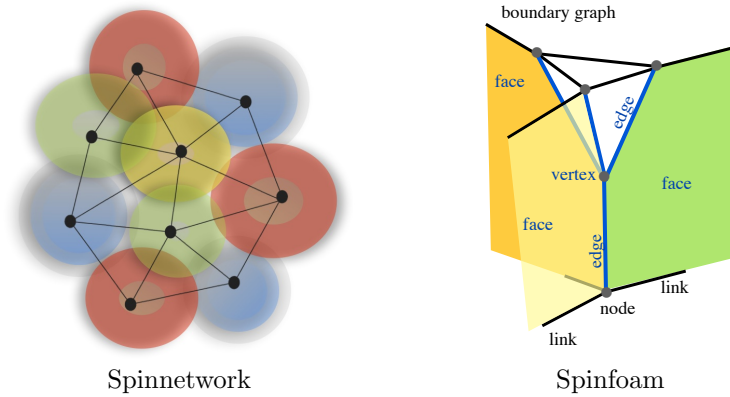 boundary graph
face
edge
vertex
face
face
edge
link
node
link
Spinnetwork
Spinfoam